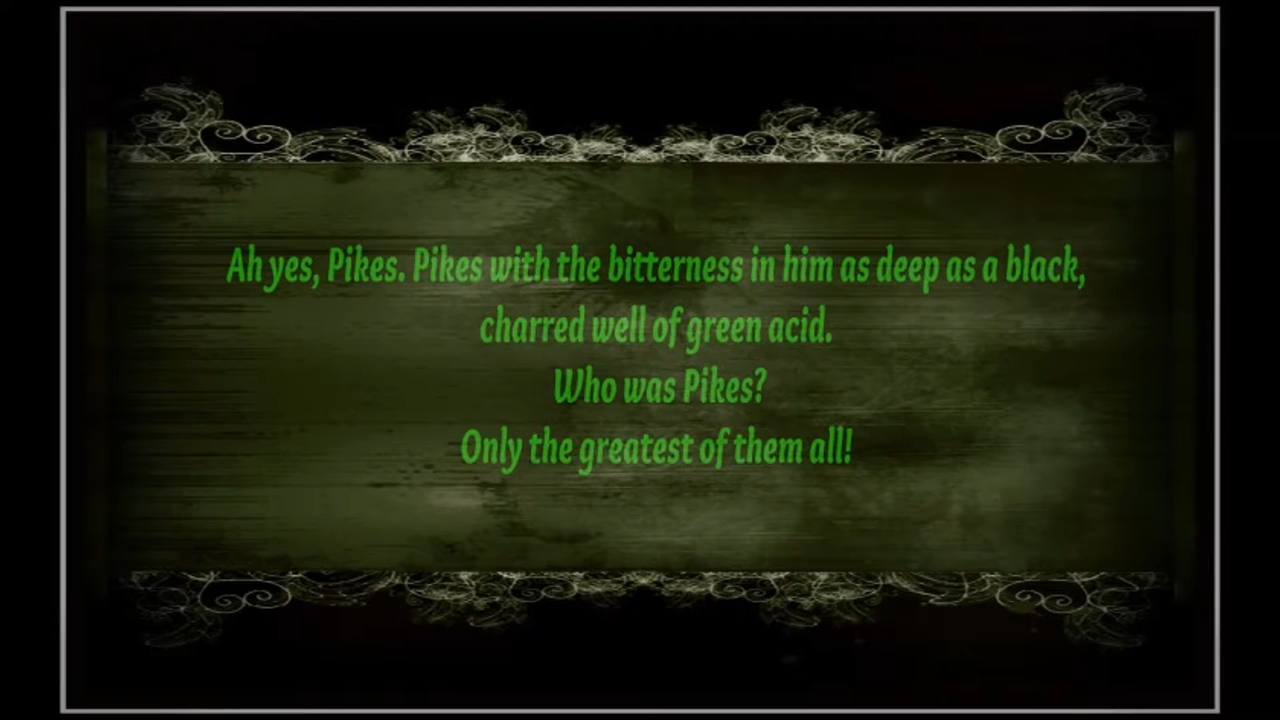 Ah yes, Pikes. Pikes with the bitterness in him as deep as a black,
charred well of green acid.
Who was Pikes?
Only the greatest of them all!